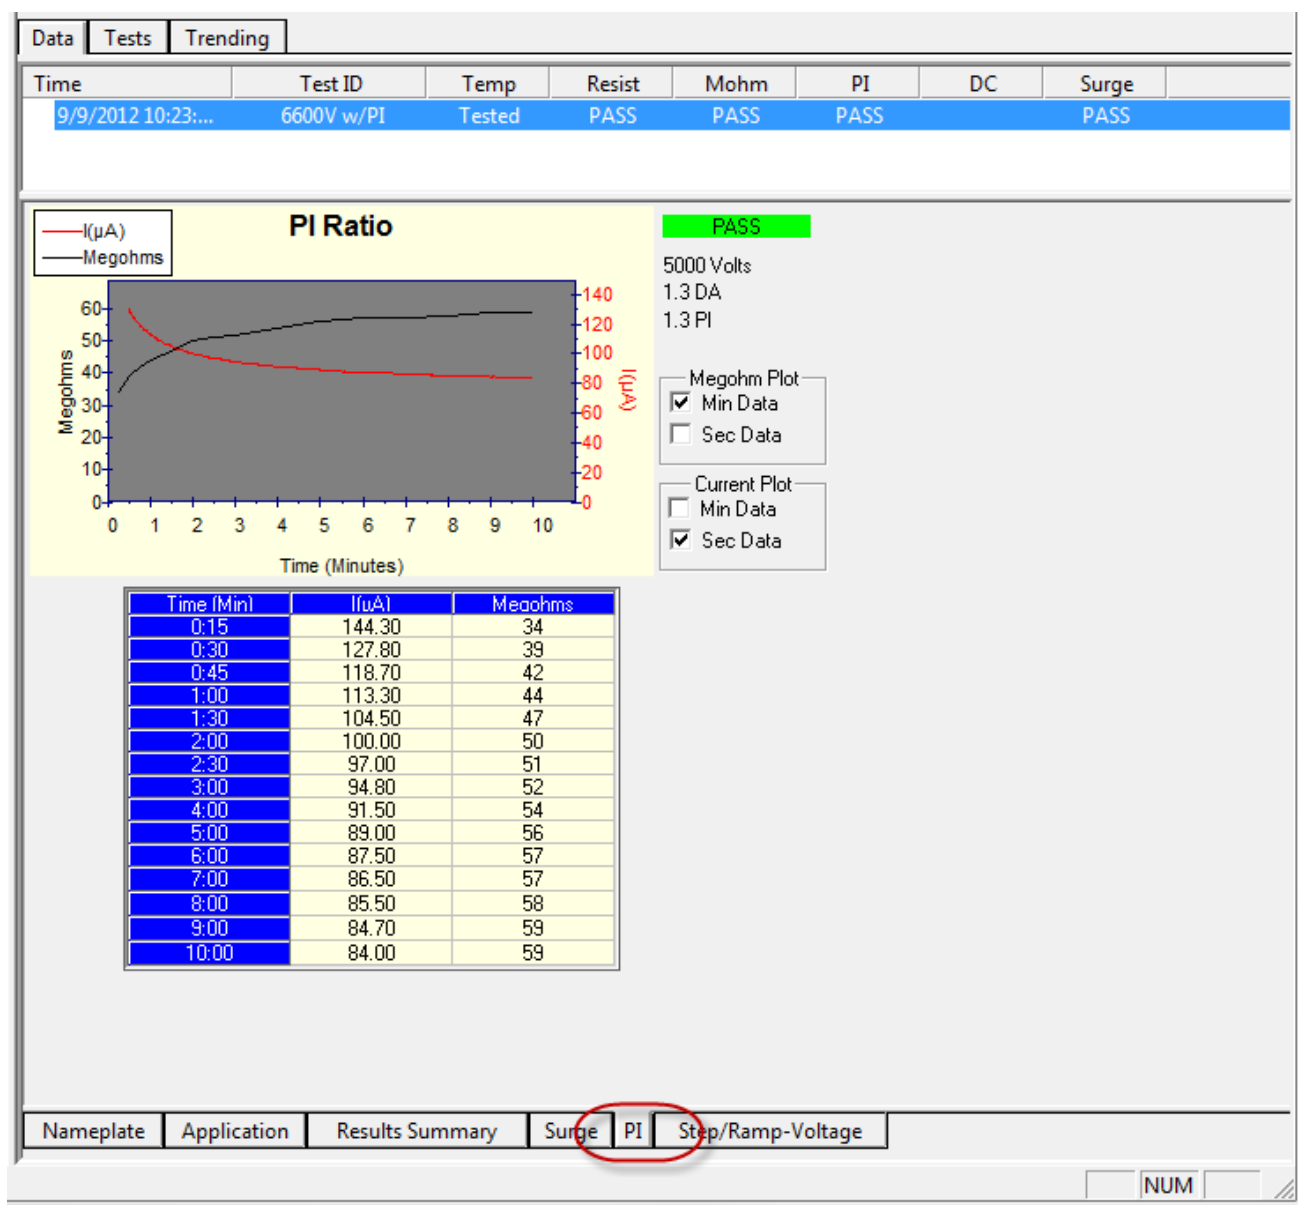 Data Tests Trending
Time Test ID Temp Resist Mohm PI DC Surge
9/9/2012 10:23:... 6600V w/PI Tested PASS PASS PASS PASS
I(µA)
Megohms
PI Ratio
PASS
5000 Volts
1.3 DA
1.3 PI
Megohm Plot
Min Data
Sec Data
Current Plot
Min Data
Sec Data
Megohms
60
50
40
30
20
10
0
140
120
100
80
60
40
20
0
I(µA)
0 1 2 3 4 5 6 7 8 9 10
Time (Minutes)
Time (Min) I(uA) Megohms
0:15 144.30 34
0:30 127.80 39
0:45 118.70 42
1:00 113.30 44
1:30 104.50 47
2:00 100.00 50
2:30 97.00 51
3:00 94.80 52
4:00 91.50 54
5:00 89.00 56
6:00 87.50 57
7:00 86.50 57
8:00 85.50 58
9:00 84.70 59
10:00 84.00 59
Nameplate Application Results Summary Surge PI Step/Ramp-Voltage
NUM